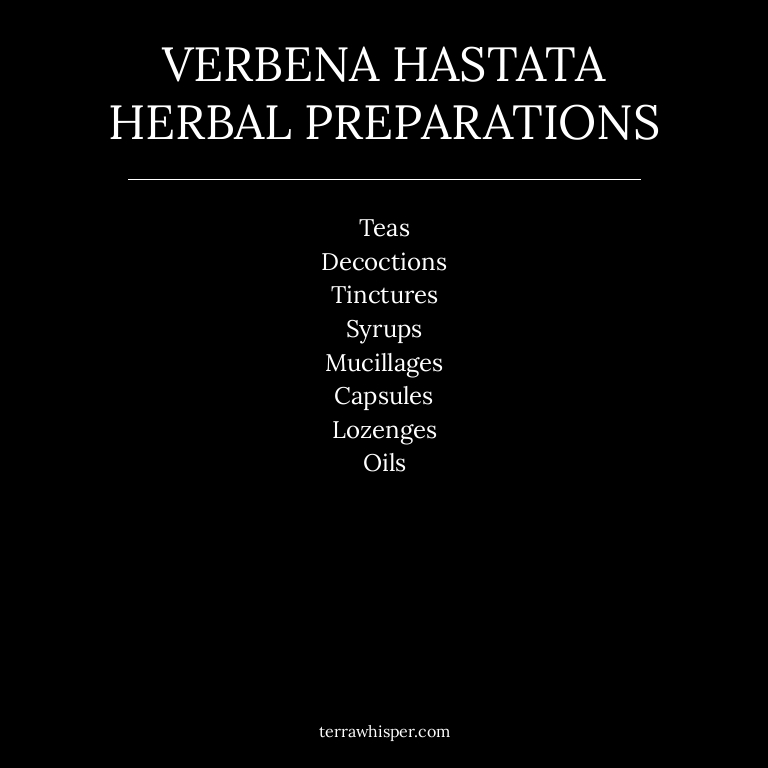 VERBENA HASTATA
HERBAL PREPARATIONS
Teas
Decoctions
Tinctures
Syrups
Mucillages
Capsules
Lozenges
Oils
terrawhisper.com